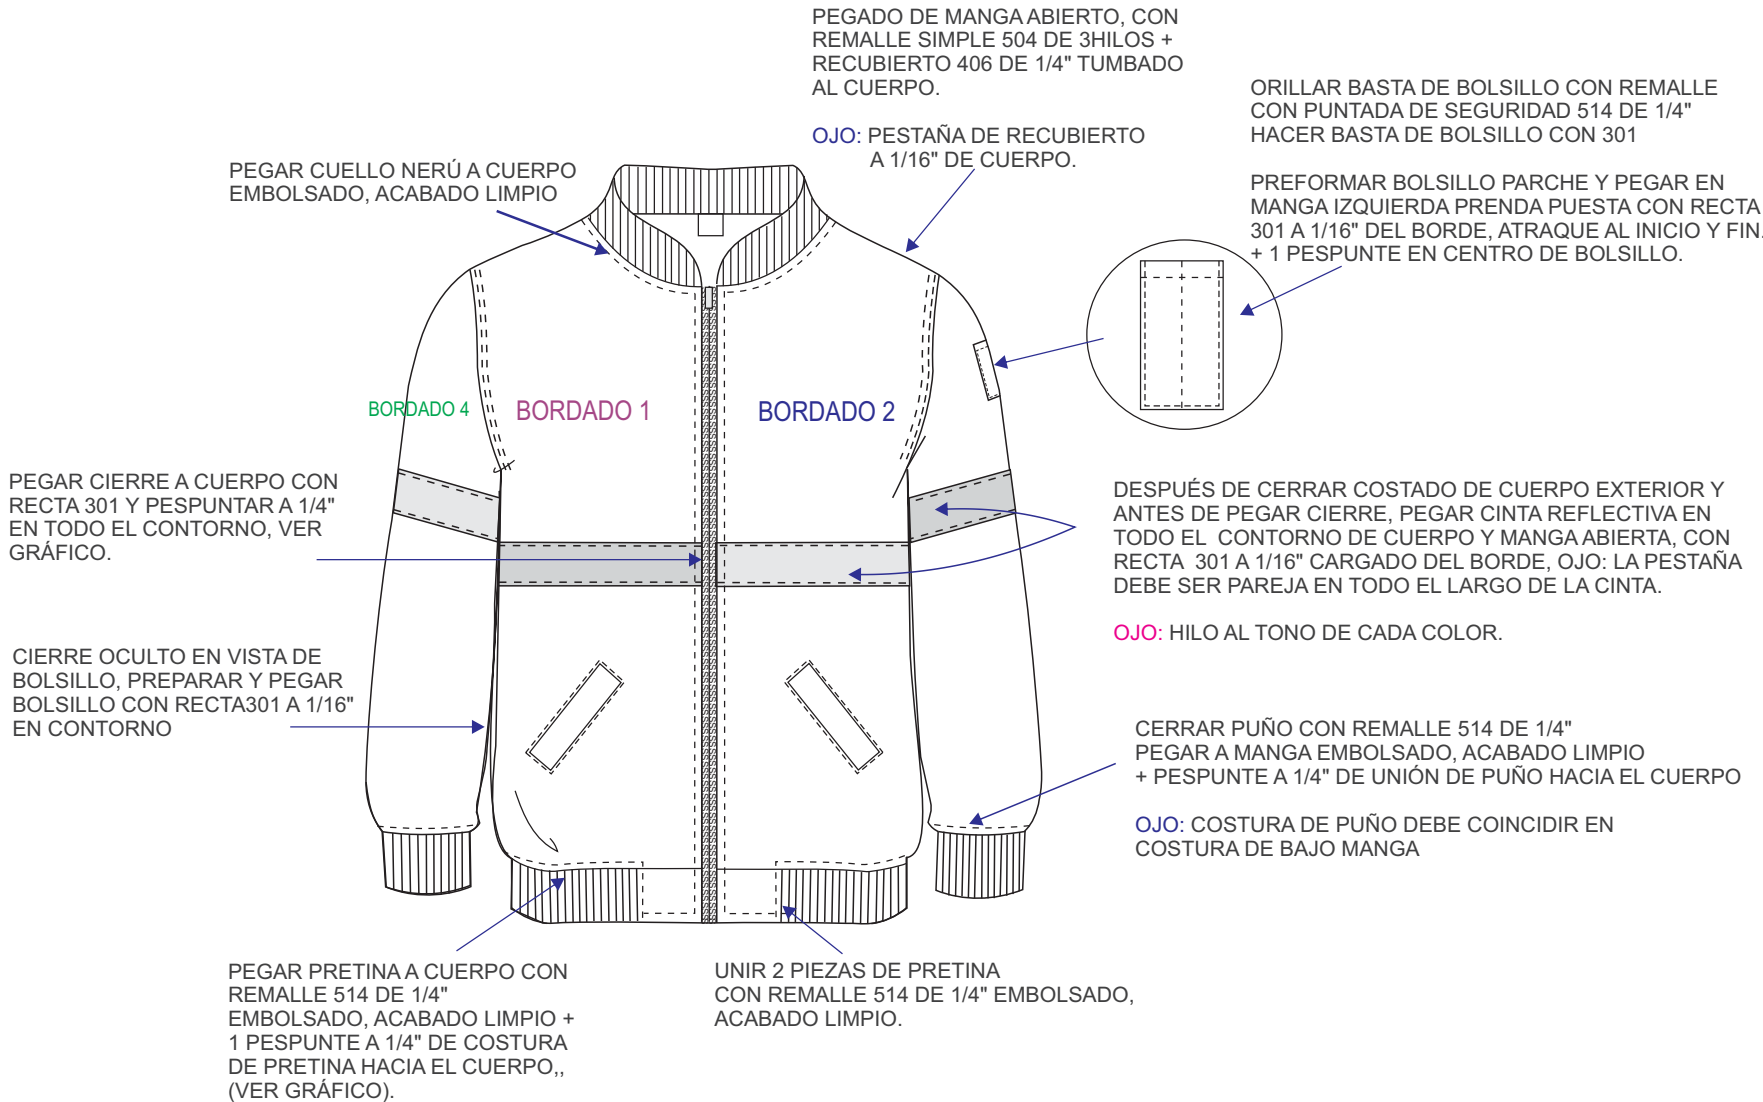 PEGADO DE MANGA ABIERTO, CON
REMALLE SIMPLE 504 DE 3HILOS +
RECUBIERTO 406 DE 1/4" TUMBADO
AL CUERPO.
OJO: PESTAÑA DE RECUBIERTO
A 1/16" DE CUERPO.
ORILLAR BASTA DE BOLSILLO CON REMALLE
CON PUNTADA DE SEGURIDAD 514 DE 1/4"
HACER BASTA DE BOLSILLO CON 301
PREFORMAR BOLSILLO PARCHE Y PEGAR EN
MANGA IZQUIERDA PRENDA PUESTA CON RECTA
301 A 1/16" DEL BORDE, ATRAQUE AL INICIO Y FIN.
+ 1 PESPUNTE EN CENTRO DE BOLSILLO.
PEGAR CUELLO NERÚ A CUERPO
EMBOLSADO, ACABADO LIMPIO
BORDADO 4
BORDADO 1
BORDADO 2
PEGAR CIERRE A CUERPO CON
RECTA 301 Y PESPUNTAR A 1/4"
EN TODO EL CONTORNO, VER
GRÁFICO.
DESPUÉS DE CERRAR COSTADO DE CUERPO EXTERIOR Y
ANTES DE PEGAR CIERRE, PEGAR CINTA REFLECTIVA EN
TODO EL CONTORNO DE CUERPO Y MANGA ABIERTA, CON
RECTA 301 A 1/16" CARGADO DEL BORDE, OJO: LA PESTAÑA
DEBE SER PAREJA EN TODO EL LARGO DE LA CINTA.
OJO: HILO AL TONO DE CADA COLOR.
CIERRE OCULTO EN VISTA DE
BOLSILLO, PREPARAR Y PEGAR
BOLSILLO CON RECTA301 A 1/16"
EN CONTORNO
CERRAR PUÑO CON REMALLE 514 DE 1/4"
PEGAR A MANGA EMBOLSADO, ACABADO LIMPIO
+ PESPUNTE A 1/4" DE UNIÓN DE PUÑO HACIA EL CUERPO
OJO: COSTURA DE PUÑO DEBE COINCIDIR EN
COSTURA DE BAJO MANGA
PEGAR PRETINA A CUERPO CON
REMALLE 514 DE 1/4"
EMBOLSADO, ACABADO LIMPIO +
1 PESPUNTE A 1/4" DE COSTURA
DE PRETINA HACIA EL CUERPO,,
(VER GRÁFICO).
UNIR 2 PIEZAS DE PRETINA
CON REMALLE 514 DE 1/4" EMBOLSADO,
ACABADO LIMPIO.